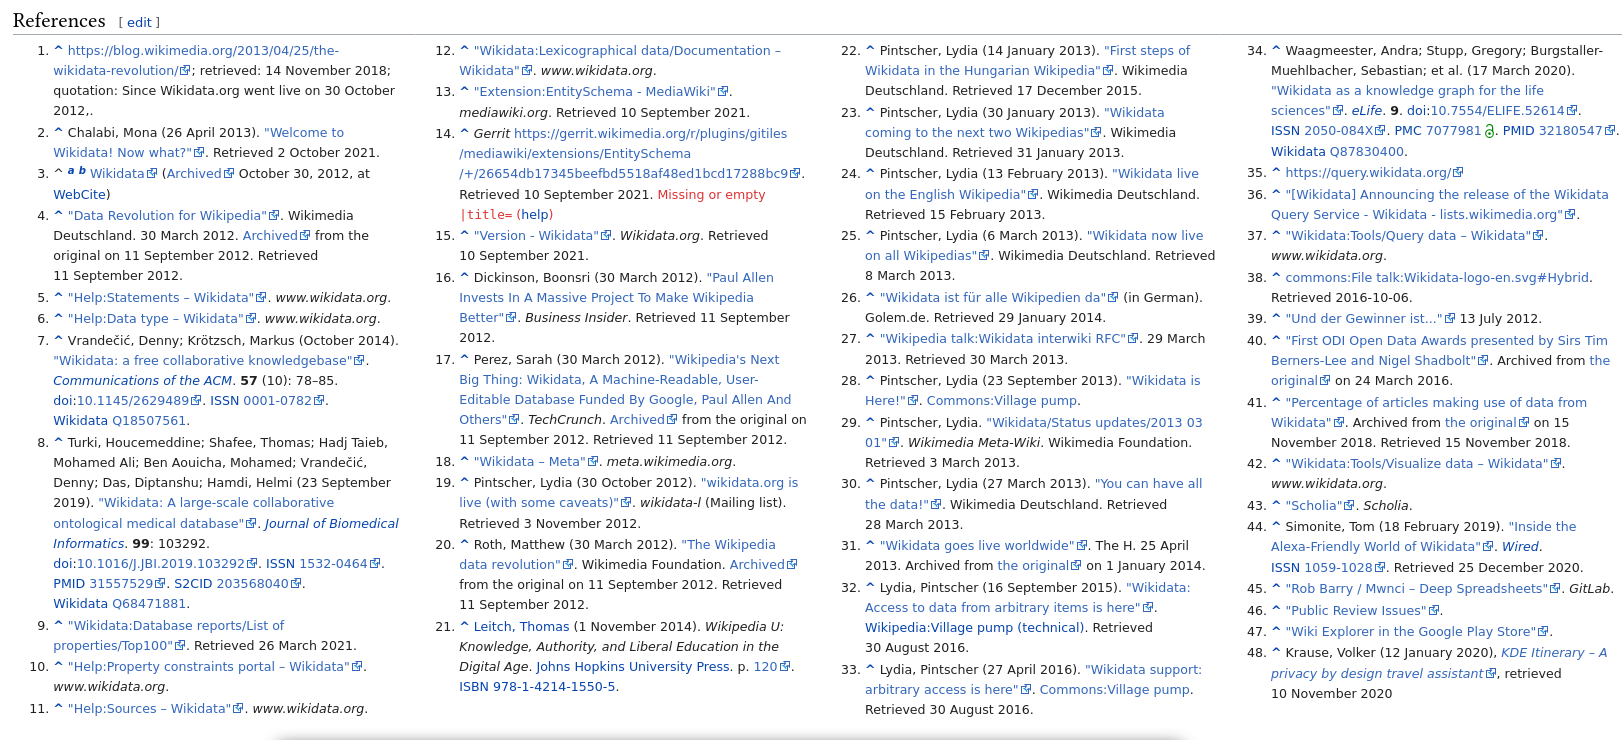 References [ edit ]
1. ^ https://blog.wikimedia.org/2013/04/25/the-
wikidata-revolution/; retrieved: 14 November 2018;
quotation: Since Wikidata.org went live on 30 October
2012,.
2. ^ Chalabi, Mona (26 April 2013). "Welcome to
Wikidata! Now what?". Retrieved 2 October 2021.
3. ^ a b Wikidata (Archived October 30, 2012, at
WebCite)
4. ^ "Data Revolution for Wikipedia". Wikimedia
Deutschland. 30 March 2012. Archived from the
original on 11 September 2012. Retrieved
11 September 2012.
5. ^ "Help:Statements – Wikidata". www.wikidata.org.
6. ^ "Help:Data type – Wikidata". www.wikidata.org.
7. ^ Vrandečić, Denny; Krötzsch, Markus (October 2014).
"Wikidata: a free collaborative knowledgebase".
Communications of the ACM. 57 (10): 78–85.
doi:10.1145/2629489. ISSN 0001-0782.
Wikidata Q18507561.
8. ^ Turki, Houcemeddine; Shafee, Thomas; Hadj Taieb,
Mohamed Ali; Ben Aouicha, Mohamed; Vrandečić,
Denny; Das, Diptanshu; Hamdi, Helmi (23 September
2019). "Wikidata: A large-scale collaborative
ontological medical database". Journal of Biomedical
Informatics. 99: 103292.
doi:10.1016/J.JBI.2019.103292. ISSN 1532-0464.
PMID 31557529. S2CID 203568040.
Wikidata Q68471881.
9. ^ "Wikidata:Database reports/List of
properties/Top100". Retrieved 26 March 2021.
10. ^ "Help:Property constraints portal – Wikidata".
www.wikidata.org.
11. ^ "Help:Sources – Wikidata". www.wikidata.org.
12. ^ "Wikidata:Lexicographical data/Documentation –
Wikidata". www.wikidata.org.
13. ^ "Extension:EntitySchema - MediaWiki".
mediawiki.org. Retrieved 10 September 2021.
14. ^ Gerrit https://gerrit.wikimedia.org/r/plugins/gitiles
/mediawiki/extensions/EntitySchema
/+/26654db17345beefbd5518af48ed1bcd17288bc9.
Retrieved 10 September 2021. Missing or empty
|title= (help)
15. ^ "Version - Wikidata". Wikidata.org. Retrieved
10 September 2021.
16. ^ Dickinson, Boonsri (30 March 2012). "Paul Allen
Invests In A Massive Project To Make Wikipedia
Better". Business Insider. Retrieved 11 September
2012.
17. ^ Perez, Sarah (30 March 2012). "Wikipedia's Next
Big Thing: Wikidata, A Machine-Readable, User-
Editable Database Funded By Google, Paul Allen And
Others". TechCrunch. Archived from the original on
11 September 2012. Retrieved 11 September 2012.
18. ^ "Wikidata – Meta". meta.wikimedia.org.
19. ^ Pintscher, Lydia (30 October 2012). "wikidata.org is
live (with some caveats)". wikidata-l (Mailing list).
Retrieved 3 November 2012.
20. ^ Roth, Matthew (30 March 2012). "The Wikipedia
data revolution". Wikimedia Foundation. Archived
from the original on 11 September 2012. Retrieved
11 September 2012.
21. ^ Leitch, Thomas (1 November 2014). Wikipedia U:
Knowledge, Authority, and Liberal Education in the
Digital Age. Johns Hopkins University Press. p. 120.
ISBN 978-1-4214-1550-5.
22. ^ Pintscher, Lydia (14 January 2013). "First steps of
Wikidata in the Hungarian Wikipedia". Wikimedia
Deutschland. Retrieved 17 December 2015.
23. ^ Pintscher, Lydia (30 January 2013). "Wikidata
coming to the next two Wikipedias". Wikimedia
Deutschland. Retrieved 31 January 2013.
24. ^ Pintscher, Lydia (13 February 2013). "Wikidata live
on the English Wikipedia". Wikimedia Deutschland.
Retrieved 15 February 2013.
25. ^ Pintscher, Lydia (6 March 2013). "Wikidata now live
on all Wikipedias". Wikimedia Deutschland. Retrieved
8 March 2013.
26. ^ "Wikidata ist für alle Wikipedien da" (in German).
Golem.de. Retrieved 29 January 2014.
27. ^ "Wikipedia talk:Wikidata interwiki RFC". 29 March
2013. Retrieved 30 March 2013.
28. ^ Pintscher, Lydia (23 September 2013). "Wikidata is
Here!". Commons:Village pump.
29. ^ Pintscher, Lydia. "Wikidata/Status updates/2013 03
01". Wikimedia Meta-Wiki. Wikimedia Foundation.
Retrieved 3 March 2013.
30. ^ Pintscher, Lydia (27 March 2013). "You can have all
the data!". Wikimedia Deutschland. Retrieved
28 March 2013.
31. ^ "Wikidata goes live worldwide". The H. 25 April
2013. Archived from the original on 1 January 2014.
32. ^ Lydia, Pintscher (16 September 2015). "Wikidata:
Access to data from arbitrary items is here".
Wikipedia:Village pump (technical). Retrieved
30 August 2016.
33. ^ Lydia, Pintscher (27 April 2016). "Wikidata support:
arbitrary access is here". Commons:Village pump.
Retrieved 30 August 2016.
34. ^ Waagmeester, Andra; Stupp, Gregory; Burgstaller-
Muehlbacher, Sebastian; et al. (17 March 2020).
"Wikidata as a knowledge graph for the life
sciences". eLife. 9. doi:10.7554/ELIFE.52614.
ISSN 2050-084X. PMC 7077981. PMID 32180547.
Wikidata Q87830400.
35. ^ https://query.wikidata.org/
36. ^ "[Wikidata] Announcing the release of the Wikidata
Query Service - Wikidata - lists.wikimedia.org".
37. ^ "Wikidata:Tools/Query data – Wikidata".
www.wikidata.org.
38. ^ commons:File talk:Wikidata-logo-en.svg#Hybrid.
Retrieved 2016-10-06.
39. ^ "Und der Gewinner ist..." 13 July 2012.
40. ^ "First ODI Open Data Awards presented by Sirs Tim
Berners-Lee and Nigel Shadbolt". Archived from the
original on 24 March 2016.
41. ^ "Percentage of articles making use of data from
Wikidata". Archived from the original on 15
November 2018. Retrieved 15 November 2018.
42. ^ "Wikidata:Tools/Visualize data – Wikidata".
www.wikidata.org.
43. ^ "Scholia". Scholia.
44. ^ Simonite, Tom (18 February 2019). "Inside the
Alexa-Friendly World of Wikidata". Wired.
ISSN 1059-1028. Retrieved 25 December 2020.
45. ^ "Rob Barry / Mwnci – Deep Spreadsheets". GitLab.
46. ^ "Public Review Issues".
47. ^ "Wiki Explorer in the Google Play Store".
48. ^ Krause, Volker (12 January 2020), KDE Itinerary – A
privacy by design travel assistant, retrieved
10 November 2020